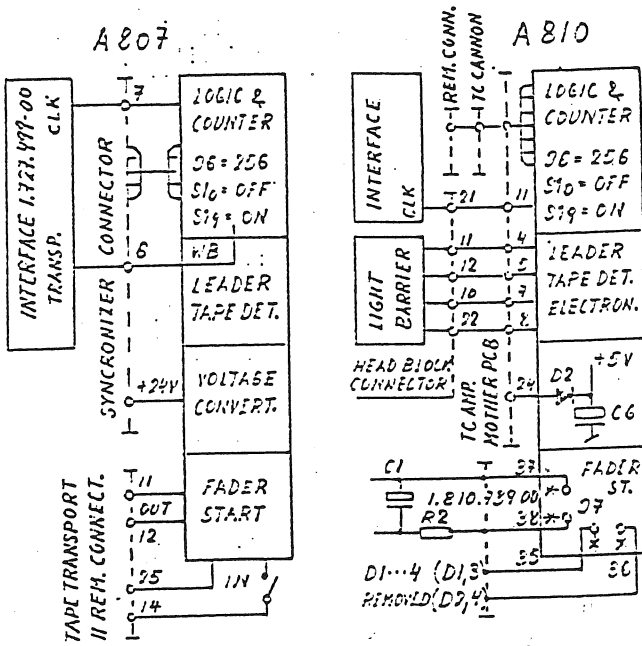 A807
INTERFACE 1.727.499-00
CLK
TRANSP.
SYNCRONIZER CONNECTOR
7
6
+24V
LOGIC &
COUNTER
D6=256
S10=OFF
S19=ON
WB
LEADER
TAPE DET.
VOLTAGE
CONVERT.
FADER
START
TAPE TRANSPORT
11 REM. CONNECT.
11
OUT
12
25
14
IN
A810
REM. CONN.
TC CANNON
INTERFACE
CLK
21
11
LOGIC &
COUNTER
D6=256
S10=OFF
S19=ON
LIGHT
BARRIER
11
12
10
22
4
5
7
8
LEADER
TAPE DET.
ELECTRON.
HEAD BLOCK
CONNECTOR
TC AMP.
MOTHER PCB
24
D2
+5V
C6
C1
1.810.739.00
R2
37
38
FADER
ST.
D7
35
36
D1...4 (D1,3)
REMOVED (D2,4)